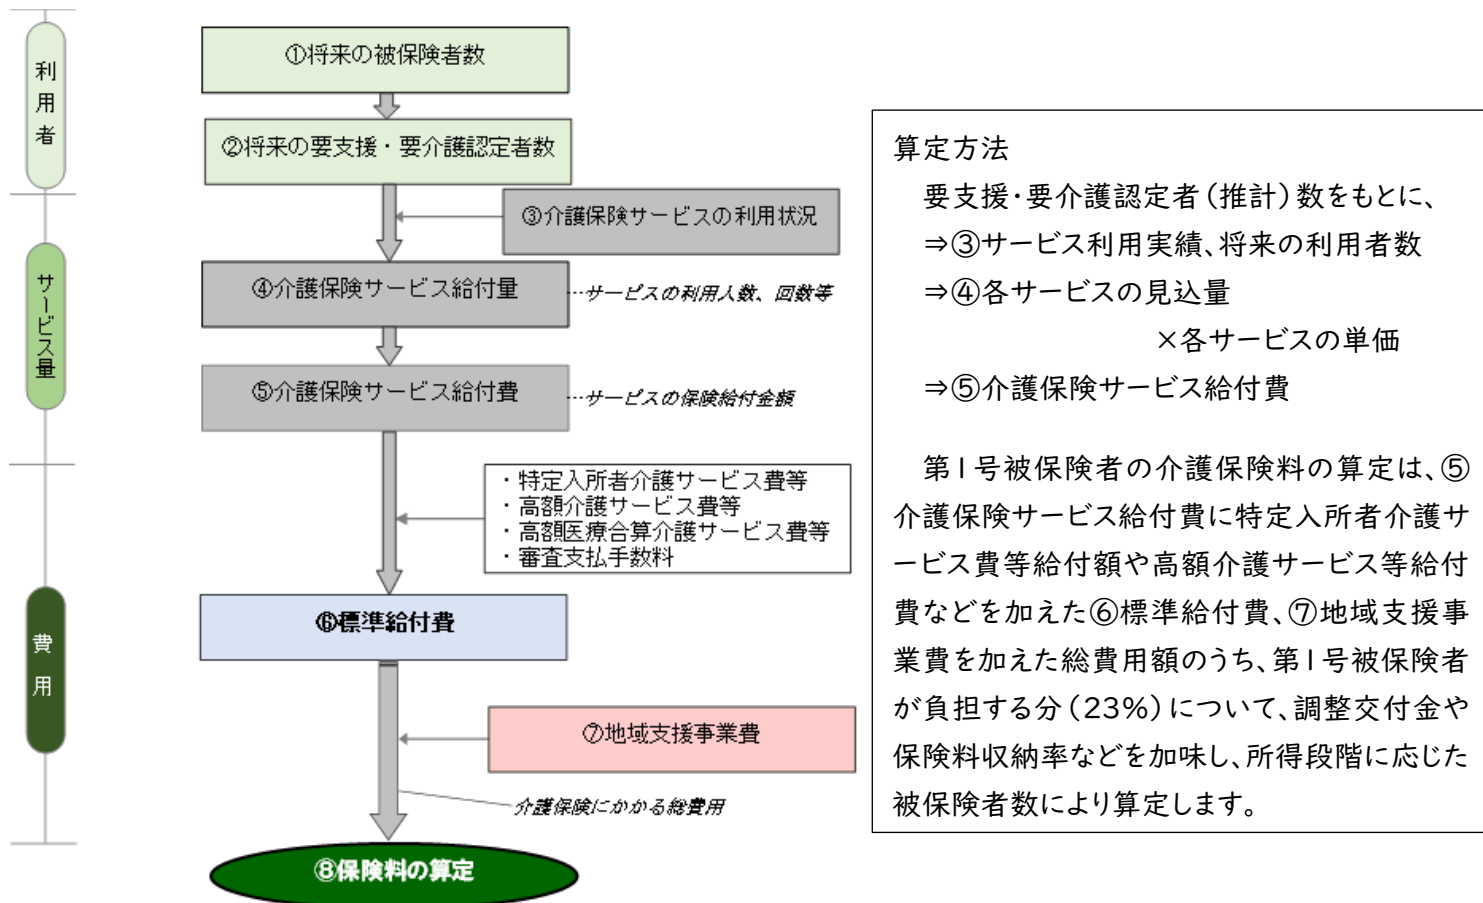 利用者
①将来の被保険者数
②将来の要支援・要介護認定者数
③介護保険サービスの利用状況
サービス量
④介護保険サービス給付量
…サービスの利用人数、回数等
⑤介護保険サービス給付費
…サービスの保険給付金額
・特定入所者介護サービス費等
・高額介護サービス費等
・高額医療合算介護サービス費等
・審査支払手数料
費用
⑥標準給付費
⑦地域支援事業費
介護保険にかかる総費用
⑧保険料の算定
算定方法
要支援・要介護認定者(推計)数をもとに、
⇒③サービス利用実績、将来の利用者数
⇒④各サービスの見込量
×各サービスの単価
⇒⑤介護保険サービス給付費
第1号被保険者の介護保険料の算定は、⑤
介護保険サービス給付費に特定入所者介護サ
ービス費等給付額や高額介護サービス等給付
費などを加えた⑥標準給付費、⑦地域支援事
業費を加えた総費用額のうち、第1号被保険者
が負担する分(23%)について、調整交付金や
保険料収納率などを加味し、所得段階に応じた
被保険者数により算定します。